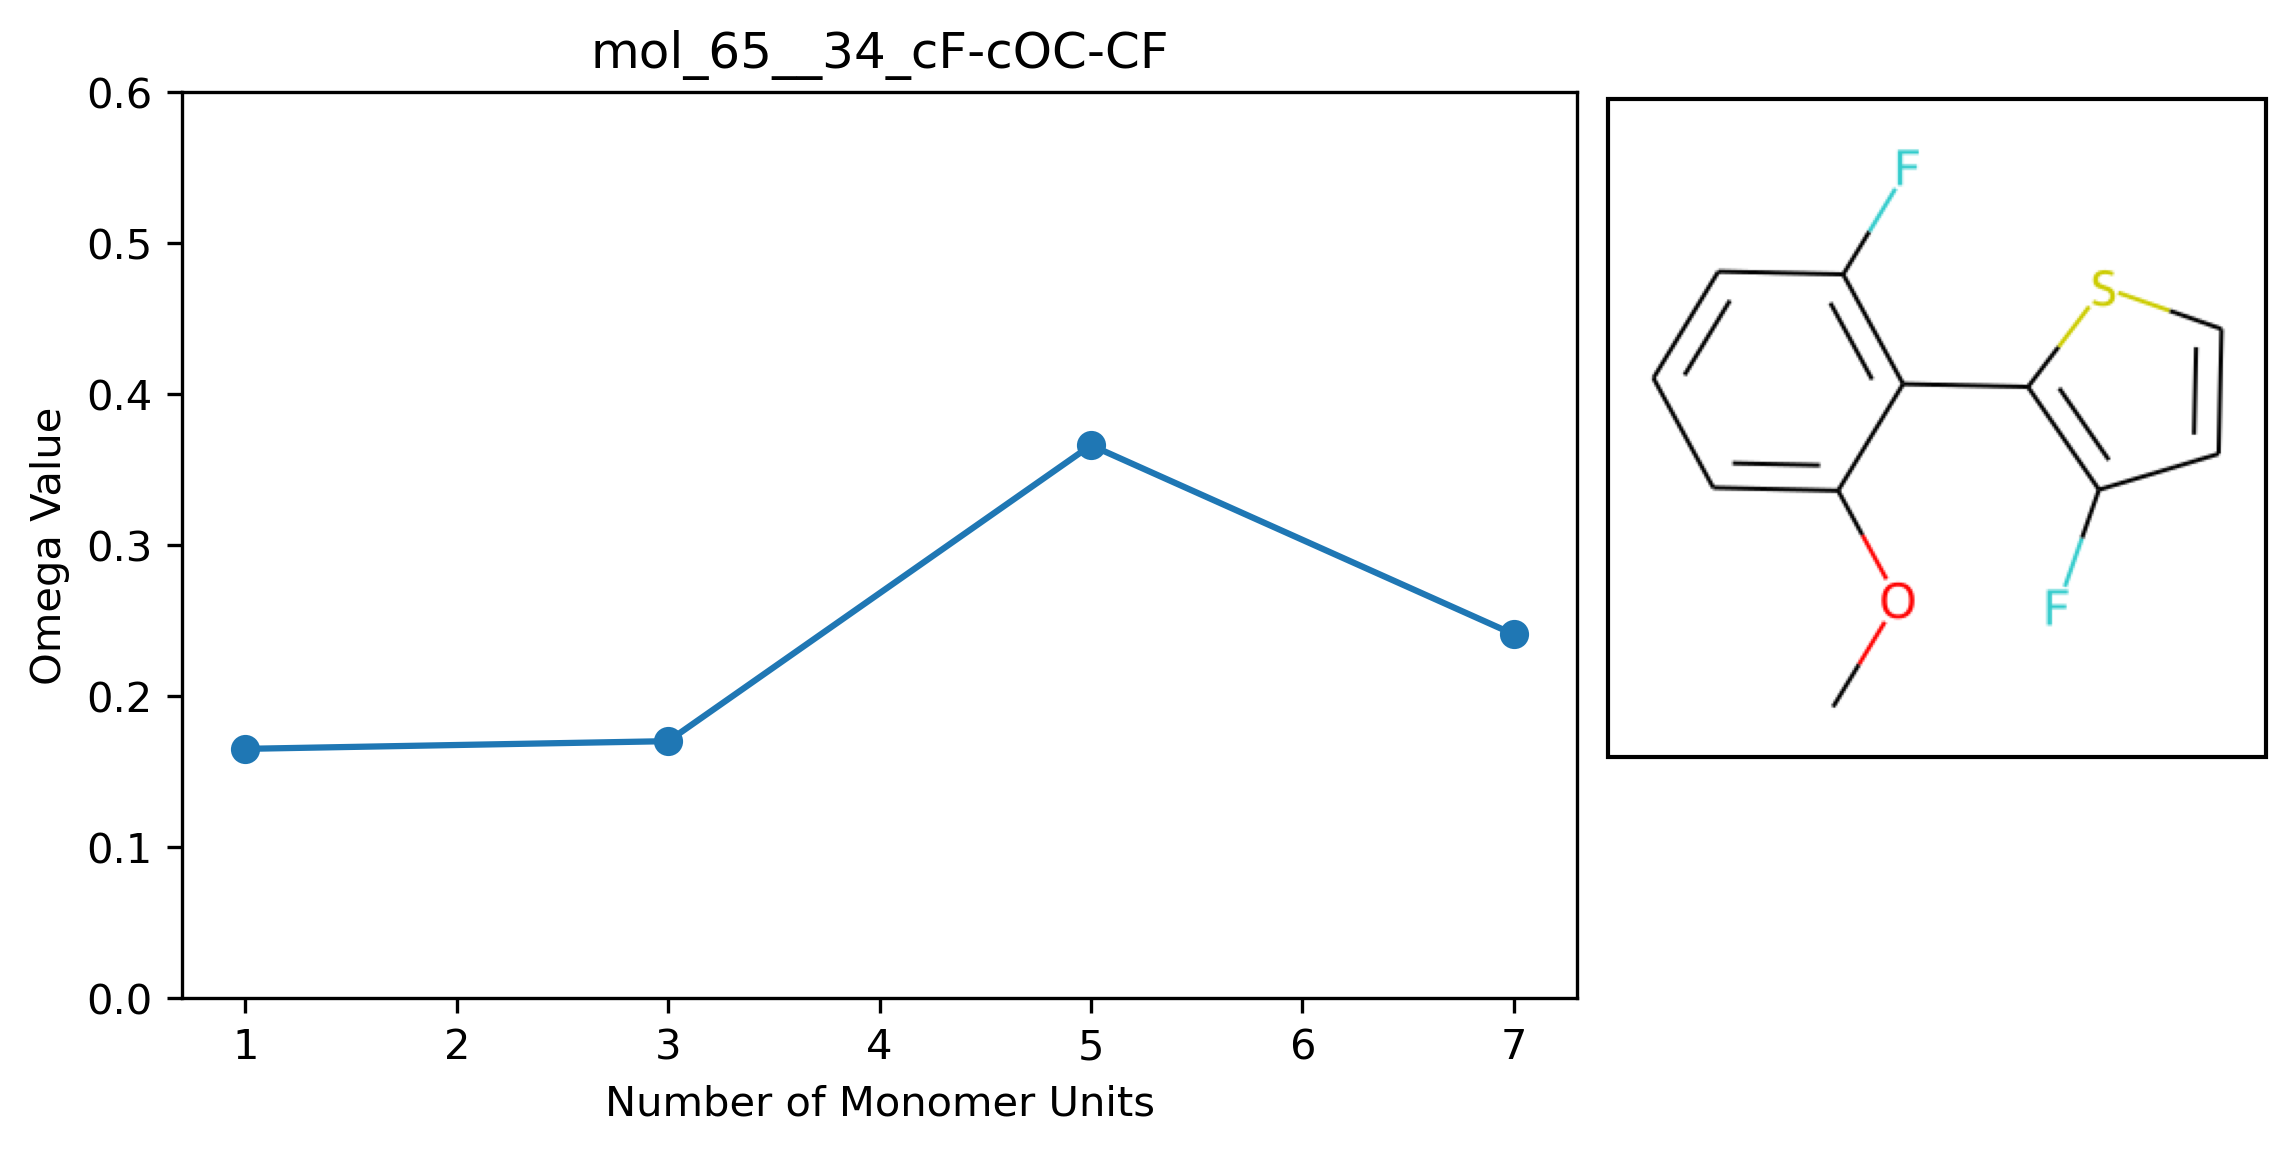 mol_65__34_cF-cOC-CF
0.6
0.5
0.4
0.3
0.2
0.1
0.0
Omega Value
1 2 3 4 5 6 7
Number of Monomer Units
F
S
O
F